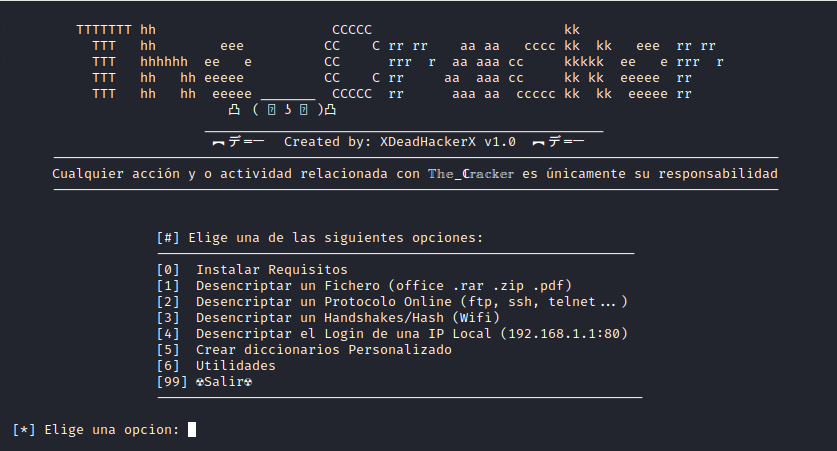 TTTTTTT hh                      CCCCC                        kk
  TTT   hh        eee          CC    C rr rr    aa aa   cccc kk  kk   eee  rr rr
  TTT   hhhhhh  ee   e         CC      rrr  r  aa aaa cc     kkkkk  ee   e rrr  r
  TTT   hh   hh eeeee          CC    C rr     aa  aaa cc     kk kk  eeeee  rr
  TTT   hh   hh  eeeee _______  CCCCC  rr      aaa aa  ccccc kk  kk  eeeee rr
凸 ( ʖ )凸
︻デ═一 Created by: XDeadHackerX v1.0 ︻デ═一
Cualquier acción y o actividad relacionada con 𝕋𝕙𝕖_ℂ𝕣𝕒𝕔𝕜𝕖𝕣 es únicamente su responsabilidad
[#] Elige una de las siguientes opciones:
[0] Instalar Requisitos
[1] Desencriptar un Fichero (office .rar .zip .pdf)
[2] Desencriptar un Protocolo Online (ftp, ssh, telnet...)
[3] Desencriptar un Handshakes/Hash (Wifi)
[4] Desencriptar el Login de una IP Local (192.168.1.1:80)
[5] Crear diccionarios Personalizado
[6] Utilidades
[99] ☢Salir☢
[*] Elige una opcion: